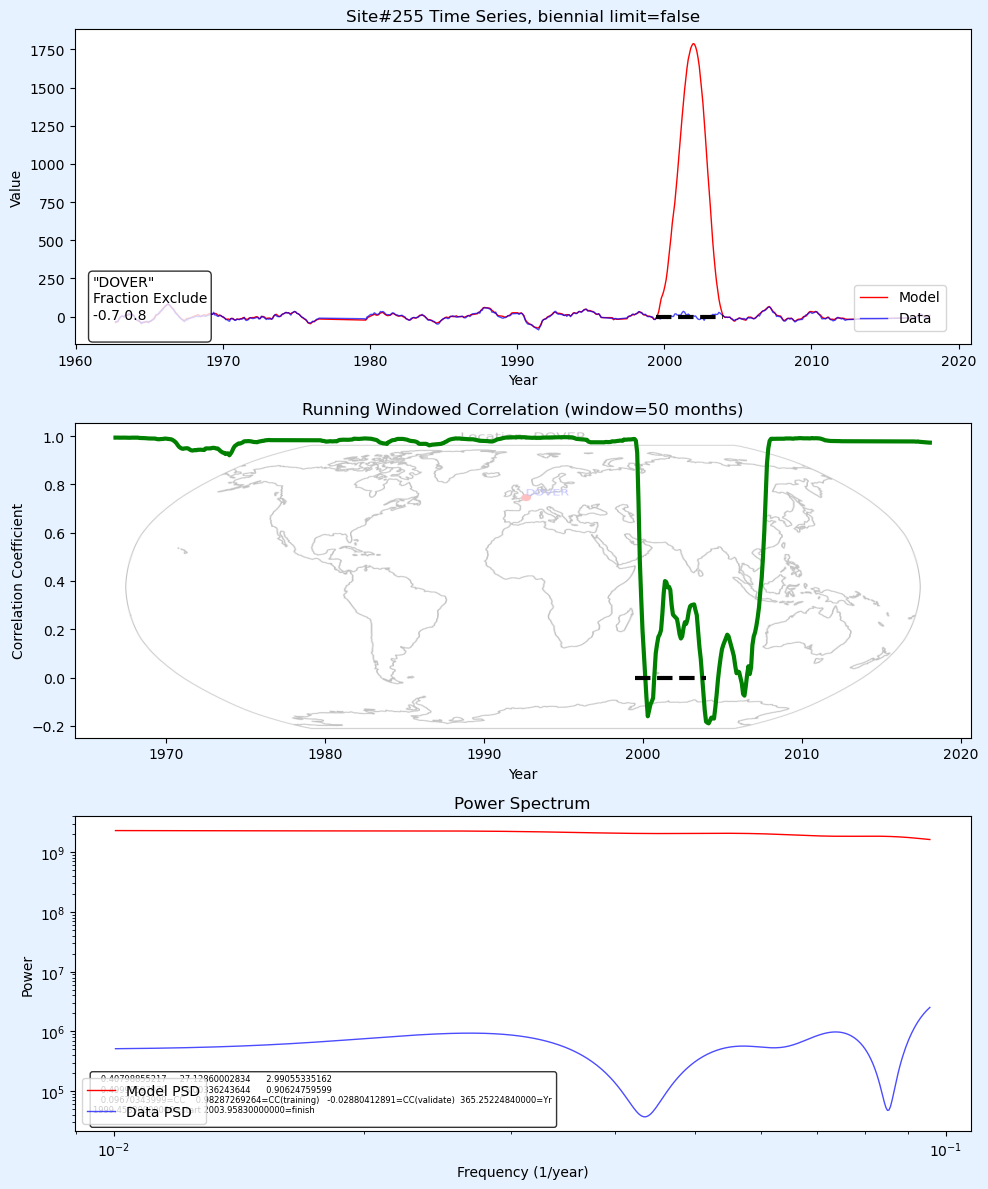 Site#255 Time Series, biennial limit=false
Value
1750
1500
1250
1000
750
500
250
0
"DOVER"
Fraction Exclude
-0.7 0.8
Model
Data
1960
1970
1980
1990
2000
2010
2020
Year
Running Windowed Correlation (window=50 months)
DOVER
DOVER
Correlation Coefficient
1.0
0.8
0.6
0.4
0.2
0.0
−0.2
1970
1980
1990
2000
2010
2020
Year
Power Spectrum
Power
10⁹
10⁸
10⁷
10⁶
10⁵
27.12860002834 2.99055335162
0.90624759599
Model PSD
0.09670343999=CC 0.98287269264=CC(training) -0.02880412891=CC(validate) 365.25224840000=Yr
2003.95830000000=finish
Data PSD
10⁻²
10⁻¹
Frequency (1/year)